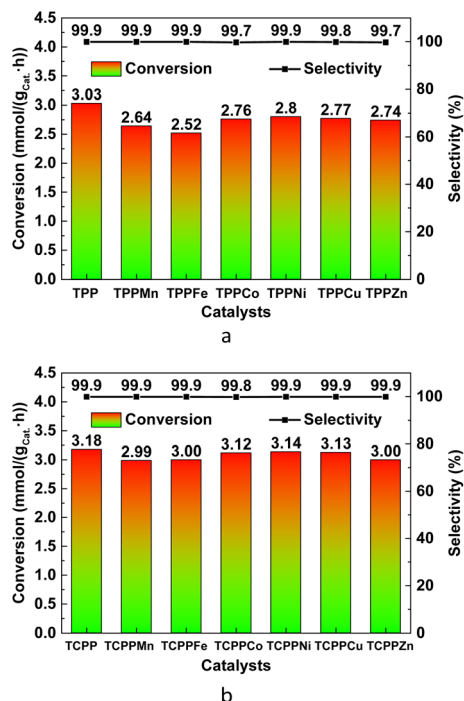 99.9 99.9 99.9 99.7 99.9 99.8 99.7
Conversion Selectivity
3.03 2.64 2.52 2.76 2.8 2.77 2.74
4.5
4.0
3.5
3.0
2.5
2.0
1.5
1.0
0.5
0.0
Conversion (mmol/(gCat.·h))
100
80
60
40
20
0
Selectivity (%)
TPP TPPMn TPPFe TPPCo TPPNi TPPCu TPPZn
Catalysts
a
99.9 99.9 99.9 99.8 99.9 99.9 99.9
Conversion Selectivity
3.18 2.99 3.00 3.12 3.14 3.13 3.00
4.5
4.0
3.5
3.0
2.5
2.0
1.5
1.0
0.5
0.0
Conversion (mmol/(gCat.·h))
100
80
60
40
20
0
Selectivity (%)
TCPP TCPPMn TCPPFe TCPPCo TCPPNi TCPPCu TCPPZn
Catalysts
b